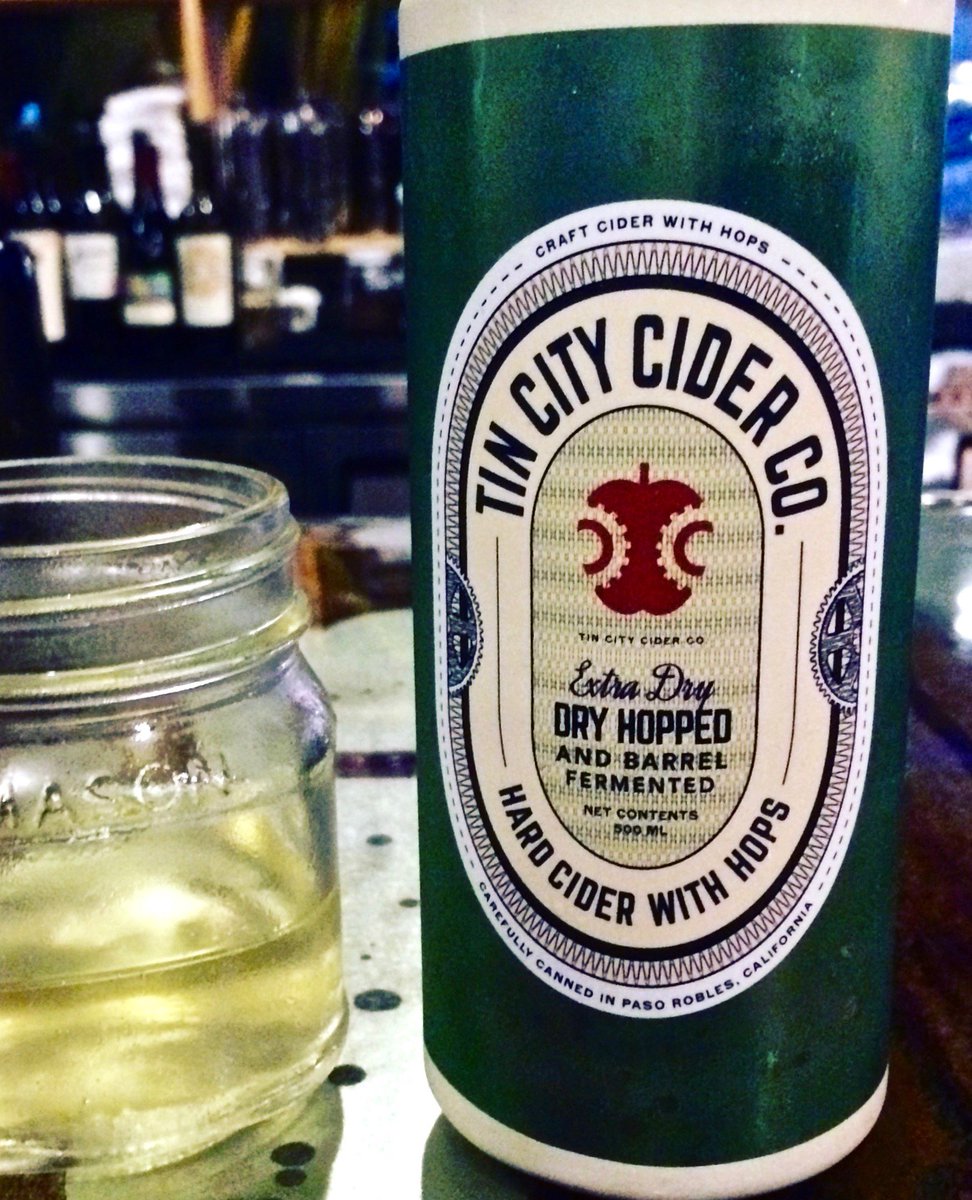 CRAFT CIDER WITH HOPS
TIN CITY CIDER CO.
TIN CITY CIDER CO
Extra Dry
DRY HOPPED
AND BARREL
FERMENTED
NET CONTENTS
500 ML
HARD CIDER WITH HOPS
CAREFULLY CANNED IN PASO ROBLES, CALIFORNIA
MASON